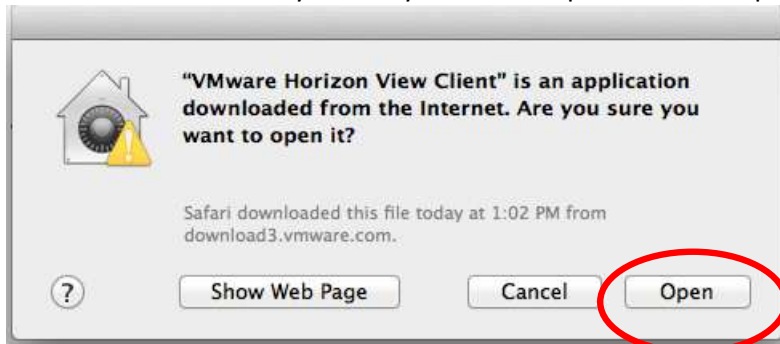 “VMware Horizon View Client” is an application
downloaded from the Internet. Are you sure you
want to open it?
Safari downloaded this file today at 1:02 PM from
download3.vmware.com.
?
Show Web Page
Cancel
Open